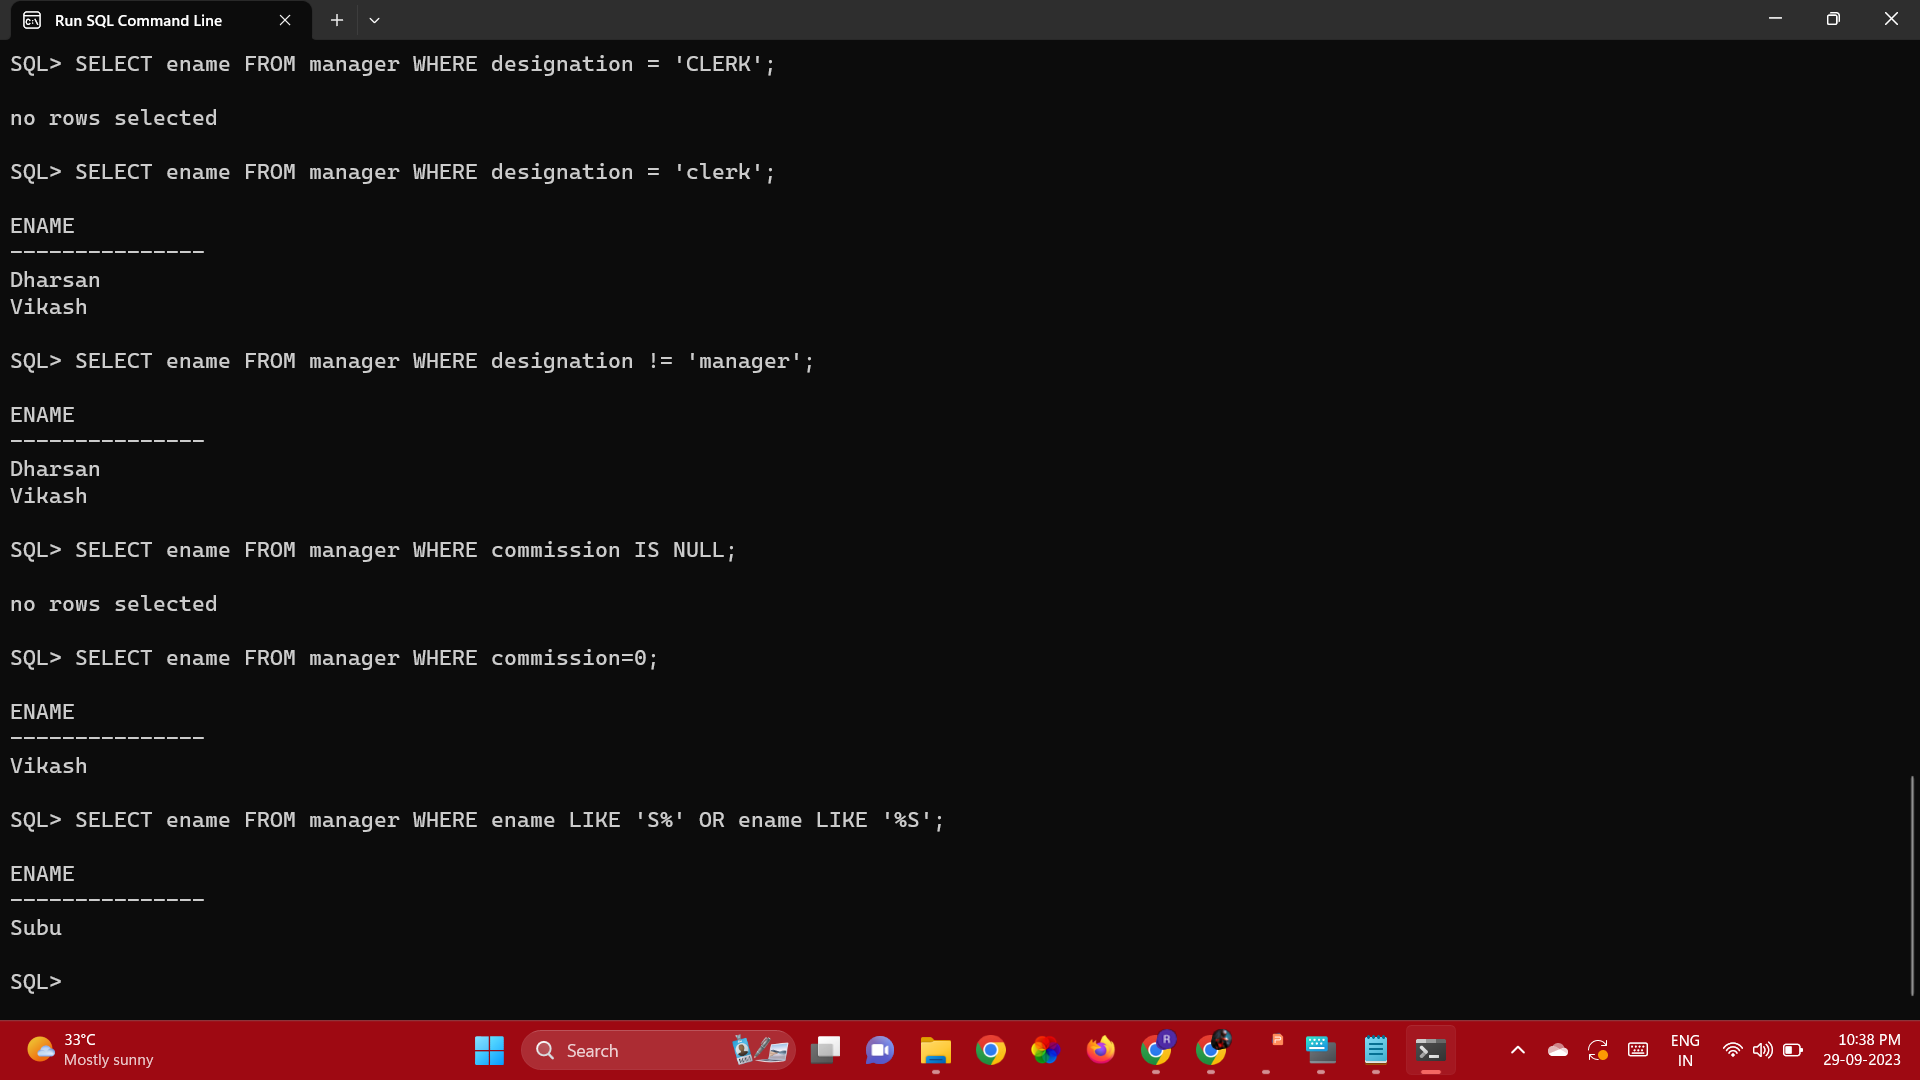 Run SQL Command Line
SQL> SELECT ename FROM manager WHERE designation = 'CLERK';
no rows selected
SQL> SELECT ename FROM manager WHERE designation = 'clerk';
ENAME
---------------
Dharsan
Vikash
SQL> SELECT ename FROM manager WHERE designation != 'manager';
ENAME
---------------
Dharsan
Vikash
SQL> SELECT ename FROM manager WHERE commission IS NULL;
no rows selected
SQL> SELECT ename FROM manager WHERE commission=0;
ENAME
---------------
Vikash
SQL> SELECT ename FROM manager WHERE ename LIKE 'S%' OR ename LIKE '%S';
ENAME
---------------
Subu
SQL>
33°C
Mostly sunny
Search
R
ENG
IN
10:38 PM
29-09-2023